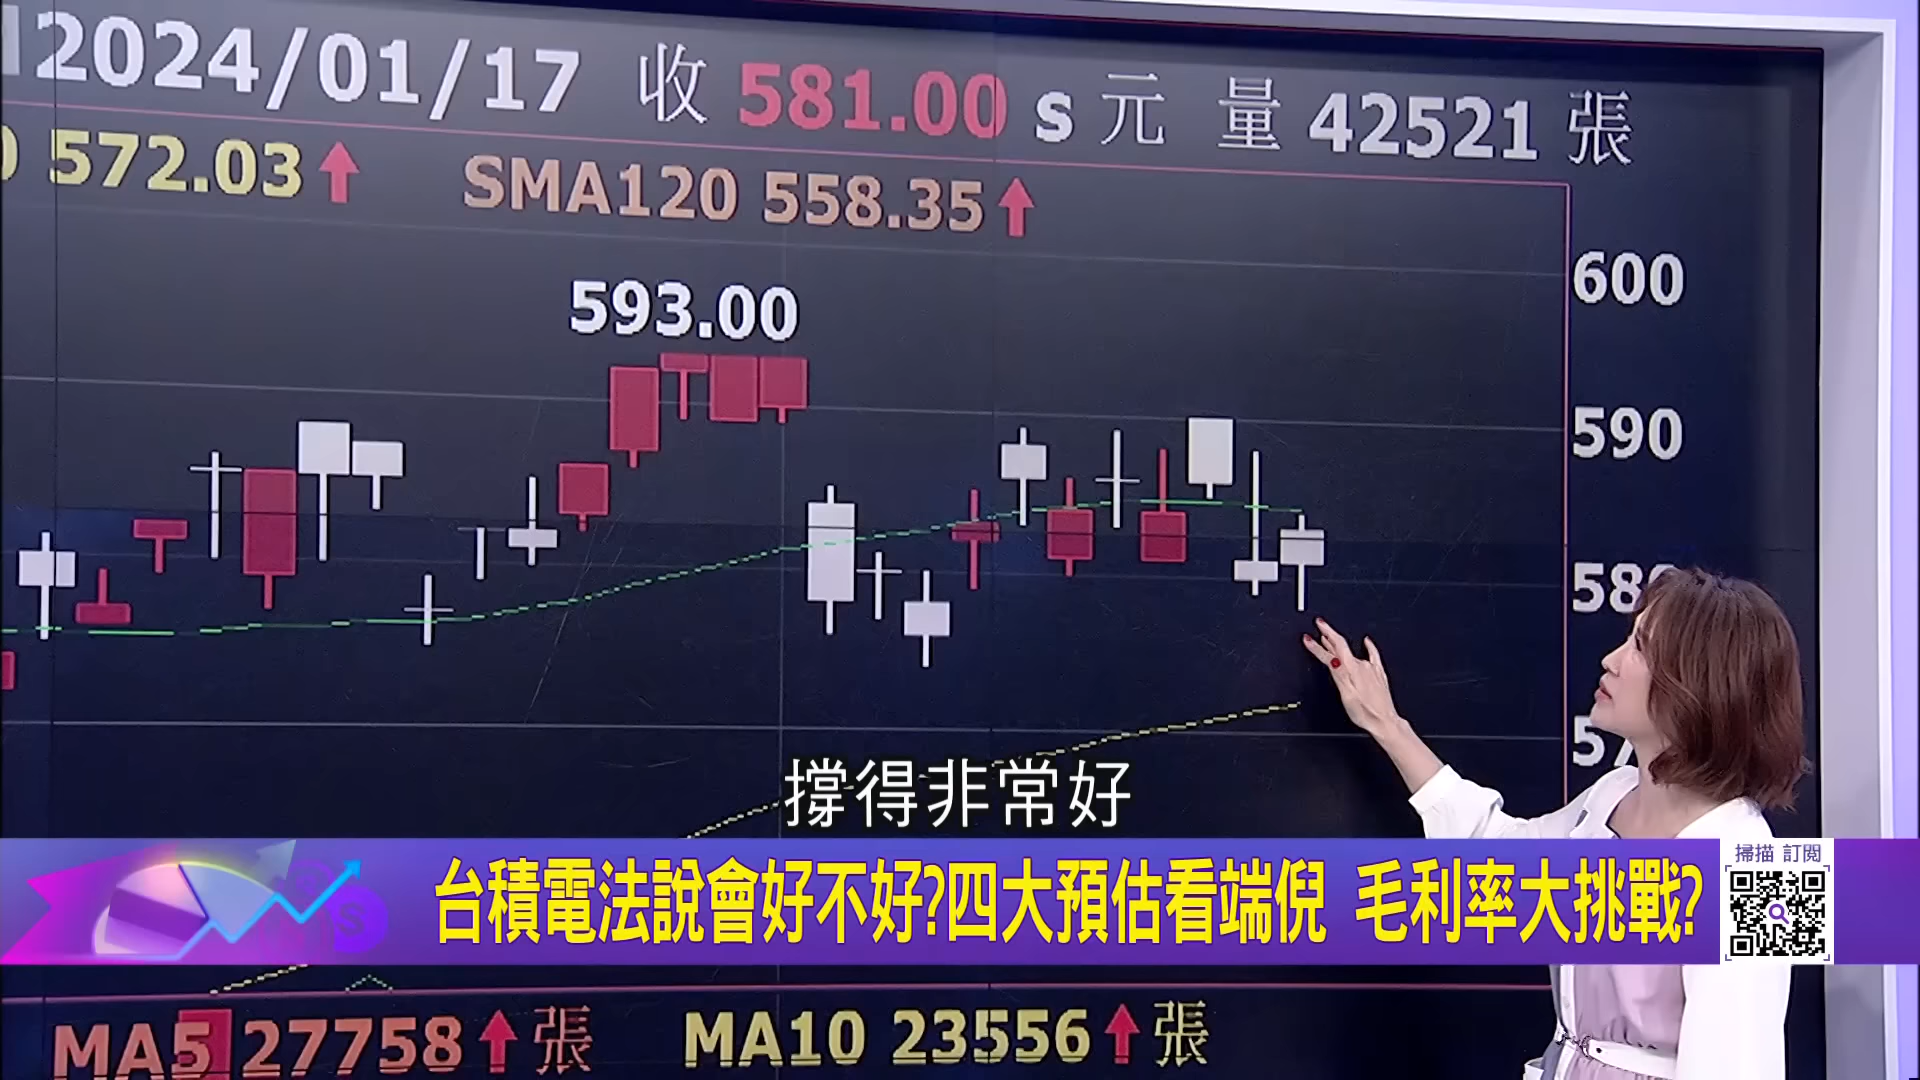 2024/01/17 收 581.00 s 元 量 42521 張
572.03↑ SMA120 558.35↑
600
593.00
590
撐得非常好
掃描 訂閱
台積電法說會好不好?四大預估看端倪 毛利率大挑戰?
MA5 27758↑張 MA10 23556↑張